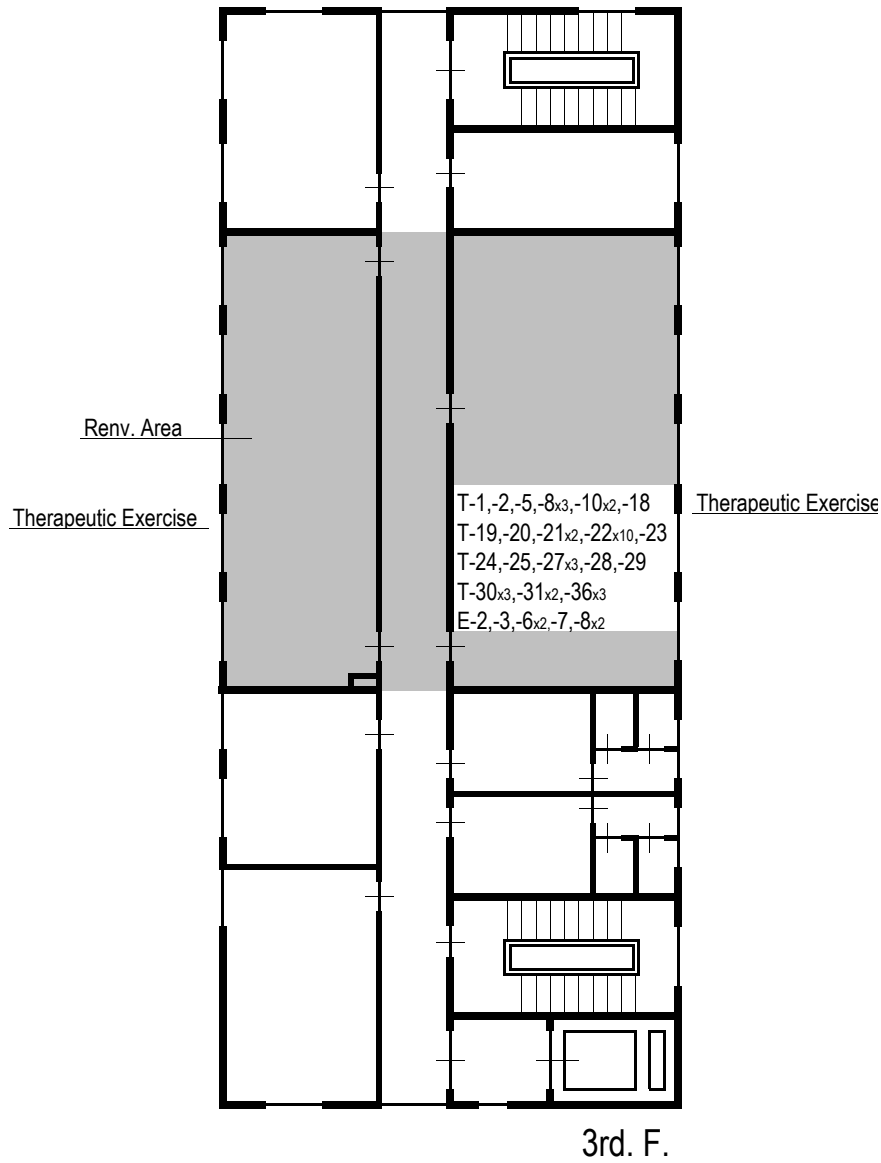 Renv. Area
Therapeutic Exercise
T-1,-2,-5,-8x3,-10x2,-18
T-19,-20,-21x2,-22x10,-23
T-24,-25,-27x3,-28,-29
T-30x3,-31x2,-36x3
E-2,-3,-6x2,-7,-8x2
Therapeutic Exercise
3rd. F.